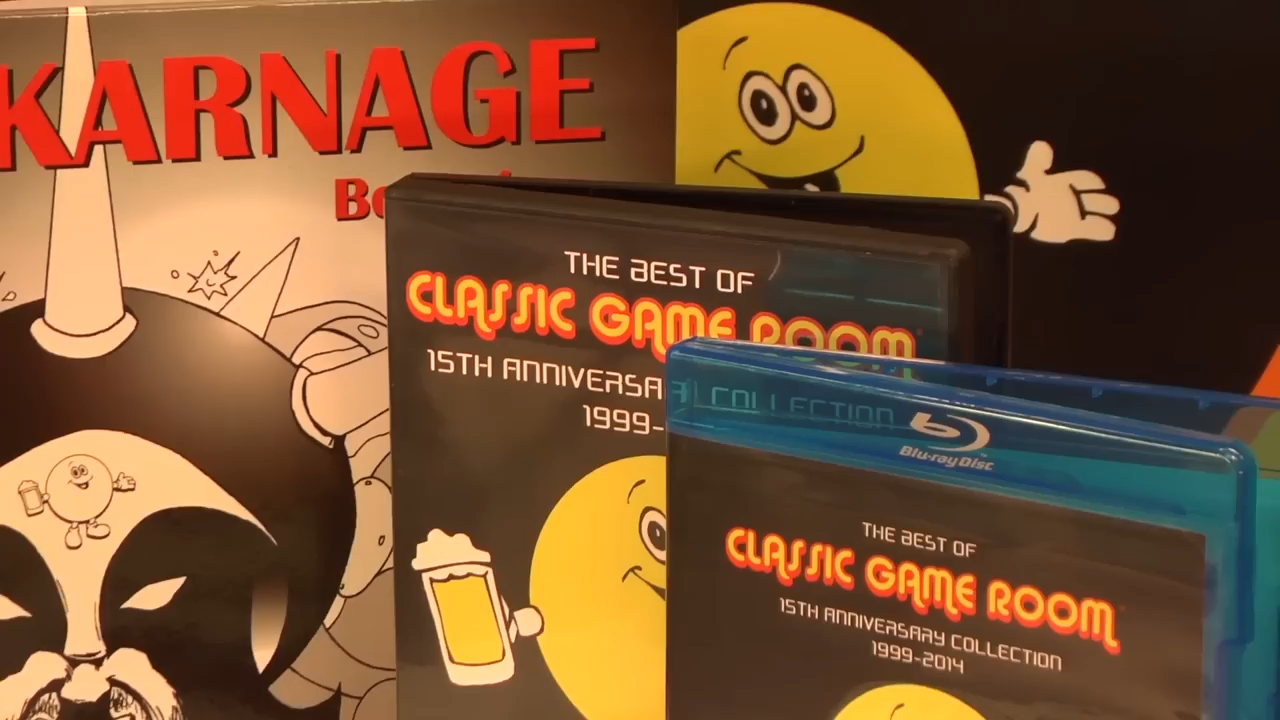 KARNAGE
THE BEST OF
CLASSIC GAME ROOM
15TH ANNIVERSA
1999-
COLLECTION
Blu-ray Disc
THE BEST OF
CLASSIC GAME ROOM
15TH ANNIVERSARY COLLECTION
1999-2014